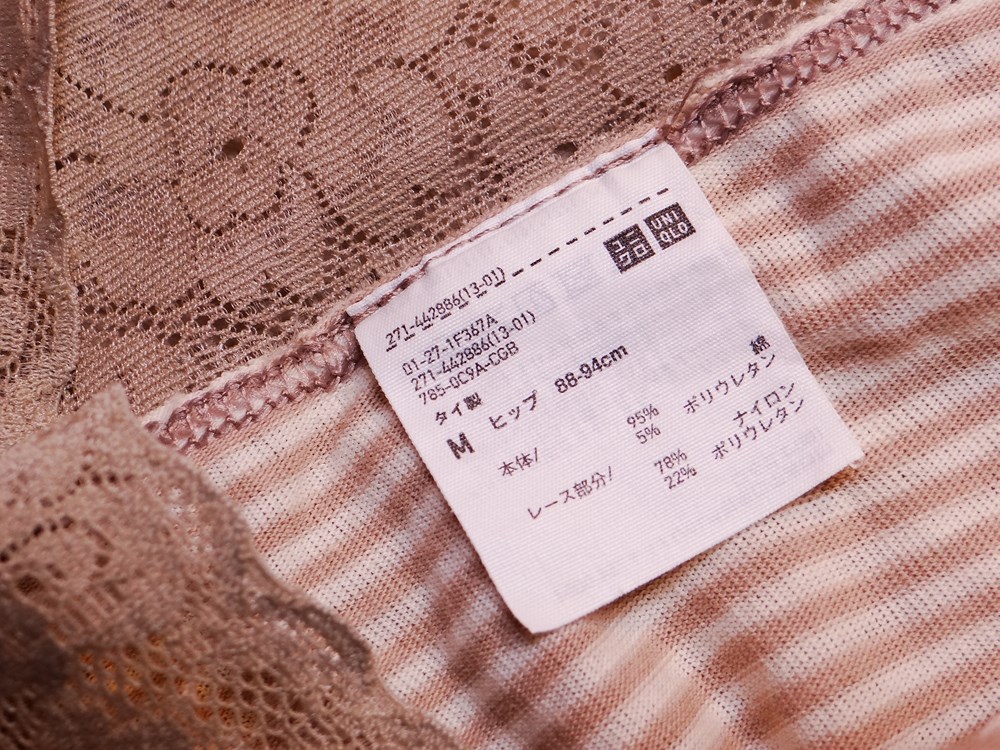 ユニクロ UNIQLO
271-442886(13-01)
01-27-1F367A
271-442886(13-01)
785-0C9A-CGB
タイ製
M ヒップ 88-94cm
本体/ 95% 綿
5% ポリウレタン
レース部分/ 78% ナイロン
22% ポリウレタン